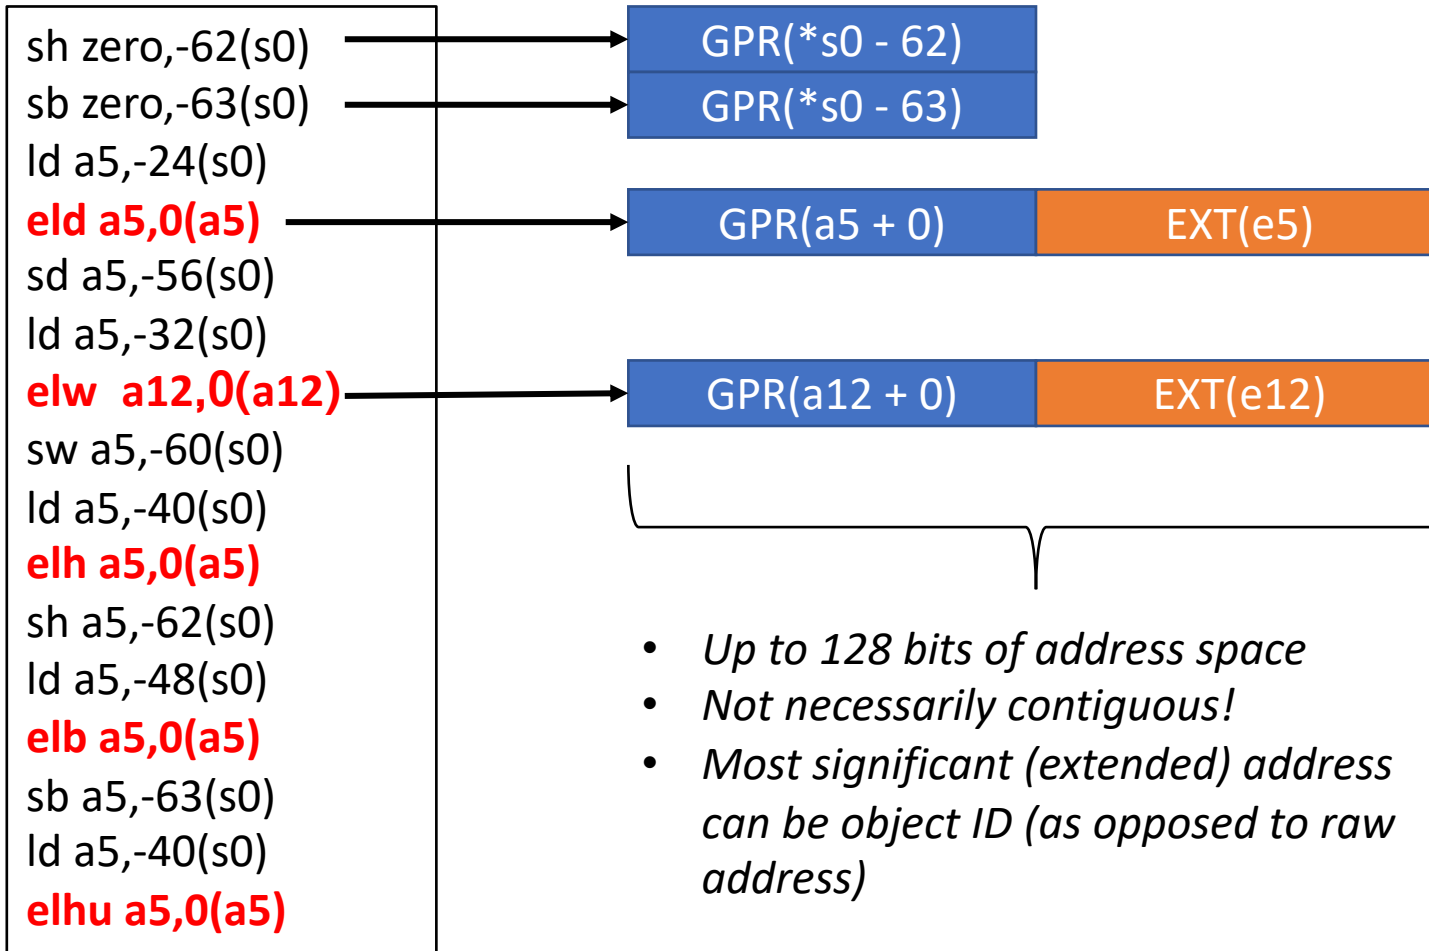 sh zero,-62(s0)
sb zero,-63(s0)
ld a5,-24(s0)
eld a5,0(a5)
sd a5,-56(s0)
ld a5,-32(s0)
elw a12,0(a12)
sw a5,-60(s0)
ld a5,-40(s0)
elh a5,0(a5)
sh a5,-62(s0)
ld a5,-48(s0)
elb a5,0(a5)
sb a5,-63(s0)
ld a5,-40(s0)
elhu a5,0(a5)
GPR(*s0 - 62)
GPR(*s0 - 63)
GPR(a5 + 0) EXT(e5)
GPR(a12 + 0) EXT(e12)
• Up to 128 bits of address space
• Not necessarily contiguous!
• Most significant (extended) address
can be object ID (as opposed to raw
address)